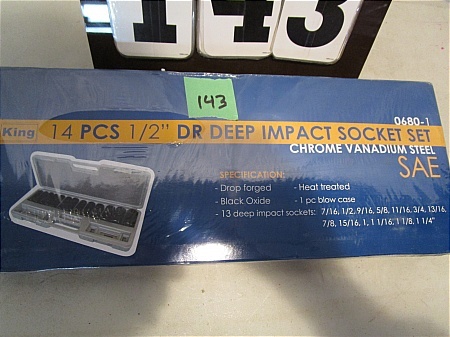 143
143
0680-1
King 14 PCS 1/2" DR DEEP IMPACT SOCKET SET
CHROME VANADIUM STEEL
SAE
SPECIFICATION:
- Drop forged - Heat treated
- Black Oxide - 1 pc blow case
- 13 deep impact sockets: 7/16, 1/2, 9/16, 5/8, 11/16, 3/4, 13/16,
7/8, 15/16, 1, 1 1/16, 1 1/8, 1 1/4"